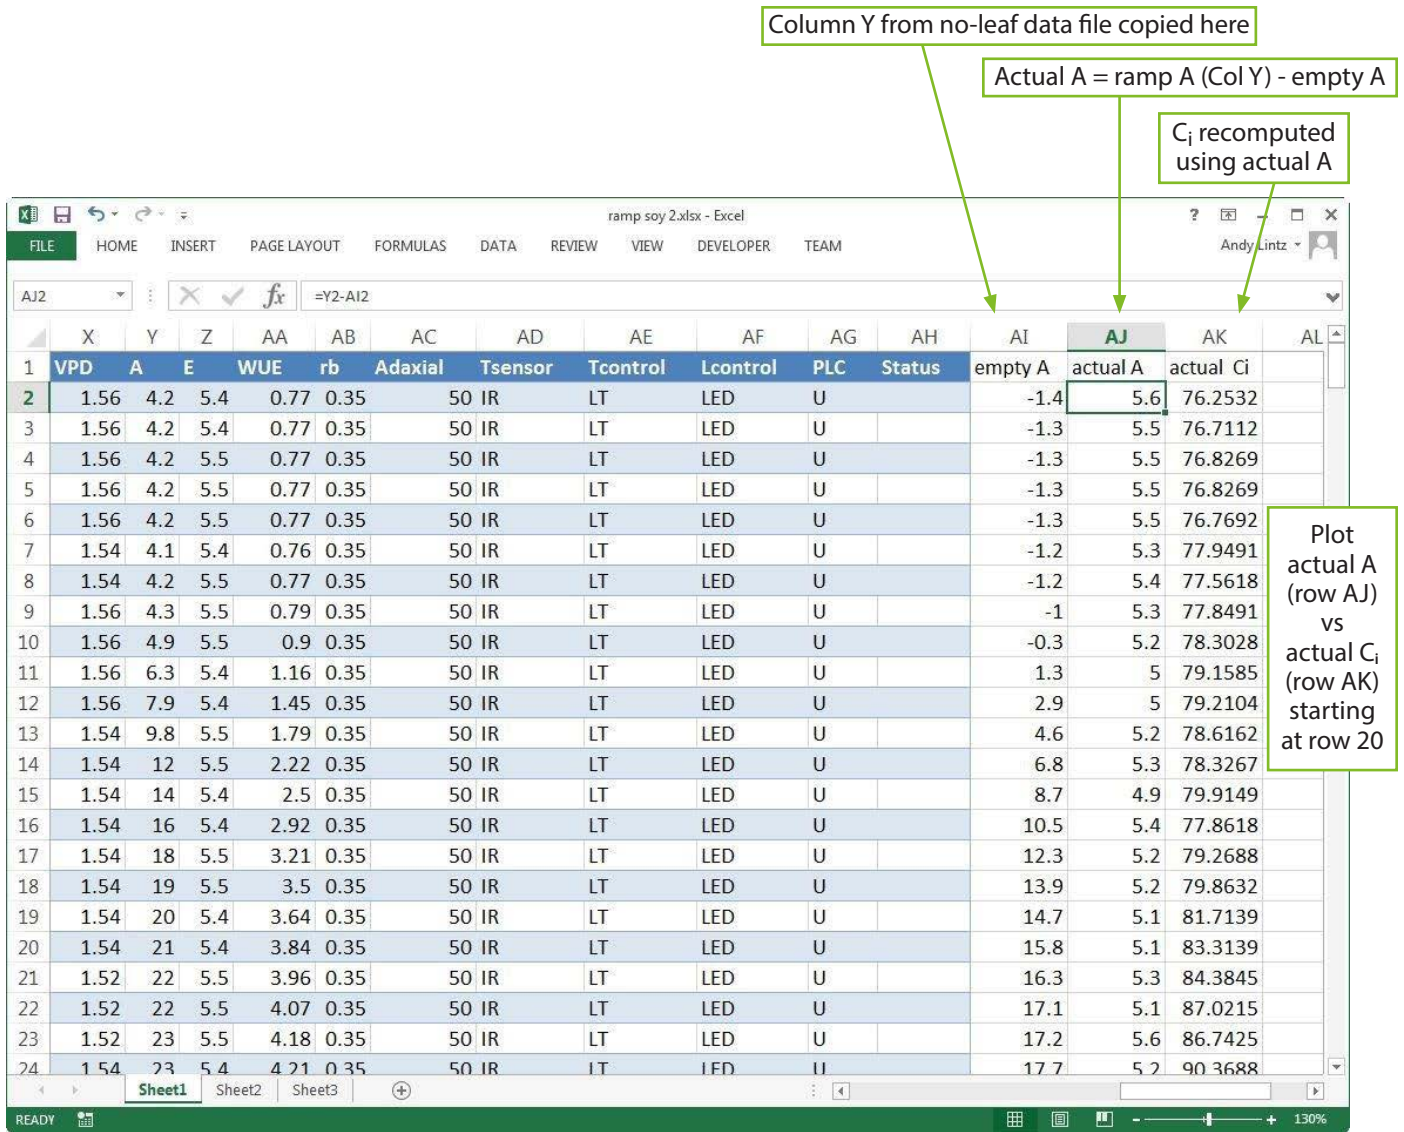 Column Y from no-leaf data file copied here
Actual A = ramp A (Col Y) - empty A
Ci recomputed
using actual A
ramp soy 2.xlsx - Excel
FILE HOME INSERT PAGE LAYOUT FORMULAS DATA REVIEW VIEW DEVELOPER TEAM Andy Lintz
AJ2 fx =Y2-AI2
X Y Z AA AB AC AD AE AF AG AH AI AJ AK AL
1 VPD A E WUE rb Adaxial Tsensor Tcontrol Lcontrol PLC Status empty A actual A actual Ci
2 1.56 4.2 5.4 0.77 0.35 50 IR LT LED U -1.4 5.6 76.2532
3 1.56 4.2 5.4 0.77 0.35 50 IR LT LED U -1.3 5.5 76.7112
4 1.56 4.2 5.5 0.77 0.35 50 IR LT LED U -1.3 5.5 76.8269
5 1.56 4.2 5.5 0.77 0.35 50 IR LT LED U -1.3 5.5 76.8269
6 1.56 4.2 5.5 0.77 0.35 50 IR LT LED U -1.3 5.5 76.7692
7 1.54 4.1 5.4 0.76 0.35 50 IR LT LED U -1.2 5.3 77.9491
8 1.54 4.2 5.5 0.77 0.35 50 IR LT LED U -1.2 5.4 77.5618
9 1.56 4.3 5.5 0.79 0.35 50 IR LT LED U -1 5.3 77.8491
10 1.56 4.9 5.5 0.9 0.35 50 IR LT LED U -0.3 5.2 78.3028
11 1.56 6.3 5.4 1.16 0.35 50 IR LT LED U 1.3 5 79.1585
12 1.56 7.9 5.4 1.45 0.35 50 IR LT LED U 2.9 5 79.2104
13 1.54 9.8 5.5 1.79 0.35 50 IR LT LED U 4.6 5.2 78.6162
14 1.54 12 5.5 2.22 0.35 50 IR LT LED U 6.8 5.3 78.3267
15 1.54 14 5.4 2.5 0.35 50 IR LT LED U 8.7 4.9 79.9149
16 1.54 16 5.4 2.92 0.35 50 IR LT LED U 10.5 5.4 77.8618
17 1.54 18 5.5 3.21 0.35 50 IR LT LED U 12.3 5.2 79.2688
18 1.54 19 5.5 3.5 0.35 50 IR LT LED U 13.9 5.2 79.8632
19 1.54 20 5.4 3.64 0.35 50 IR LT LED U 14.7 5.1 81.7139
20 1.54 21 5.4 3.84 0.35 50 IR LT LED U 15.8 5.1 83.3139
21 1.52 22 5.5 3.96 0.35 50 IR LT LED U 16.3 5.3 84.3845
22 1.52 22 5.5 4.07 0.35 50 IR LT LED U 17.1 5.1 87.0215
23 1.52 23 5.5 4.18 0.35 50 IR LT LED U 17.2 5.6 86.7425
24 1.54 23 5.4 4.21 0.35 50 IR LT LED U 17.7 5.2 90.3688
Plot
actual A
(row AJ)
vs
actual Ci
(row AK)
starting
at row 20
Sheet1 Sheet2 Sheet3
READY 130%